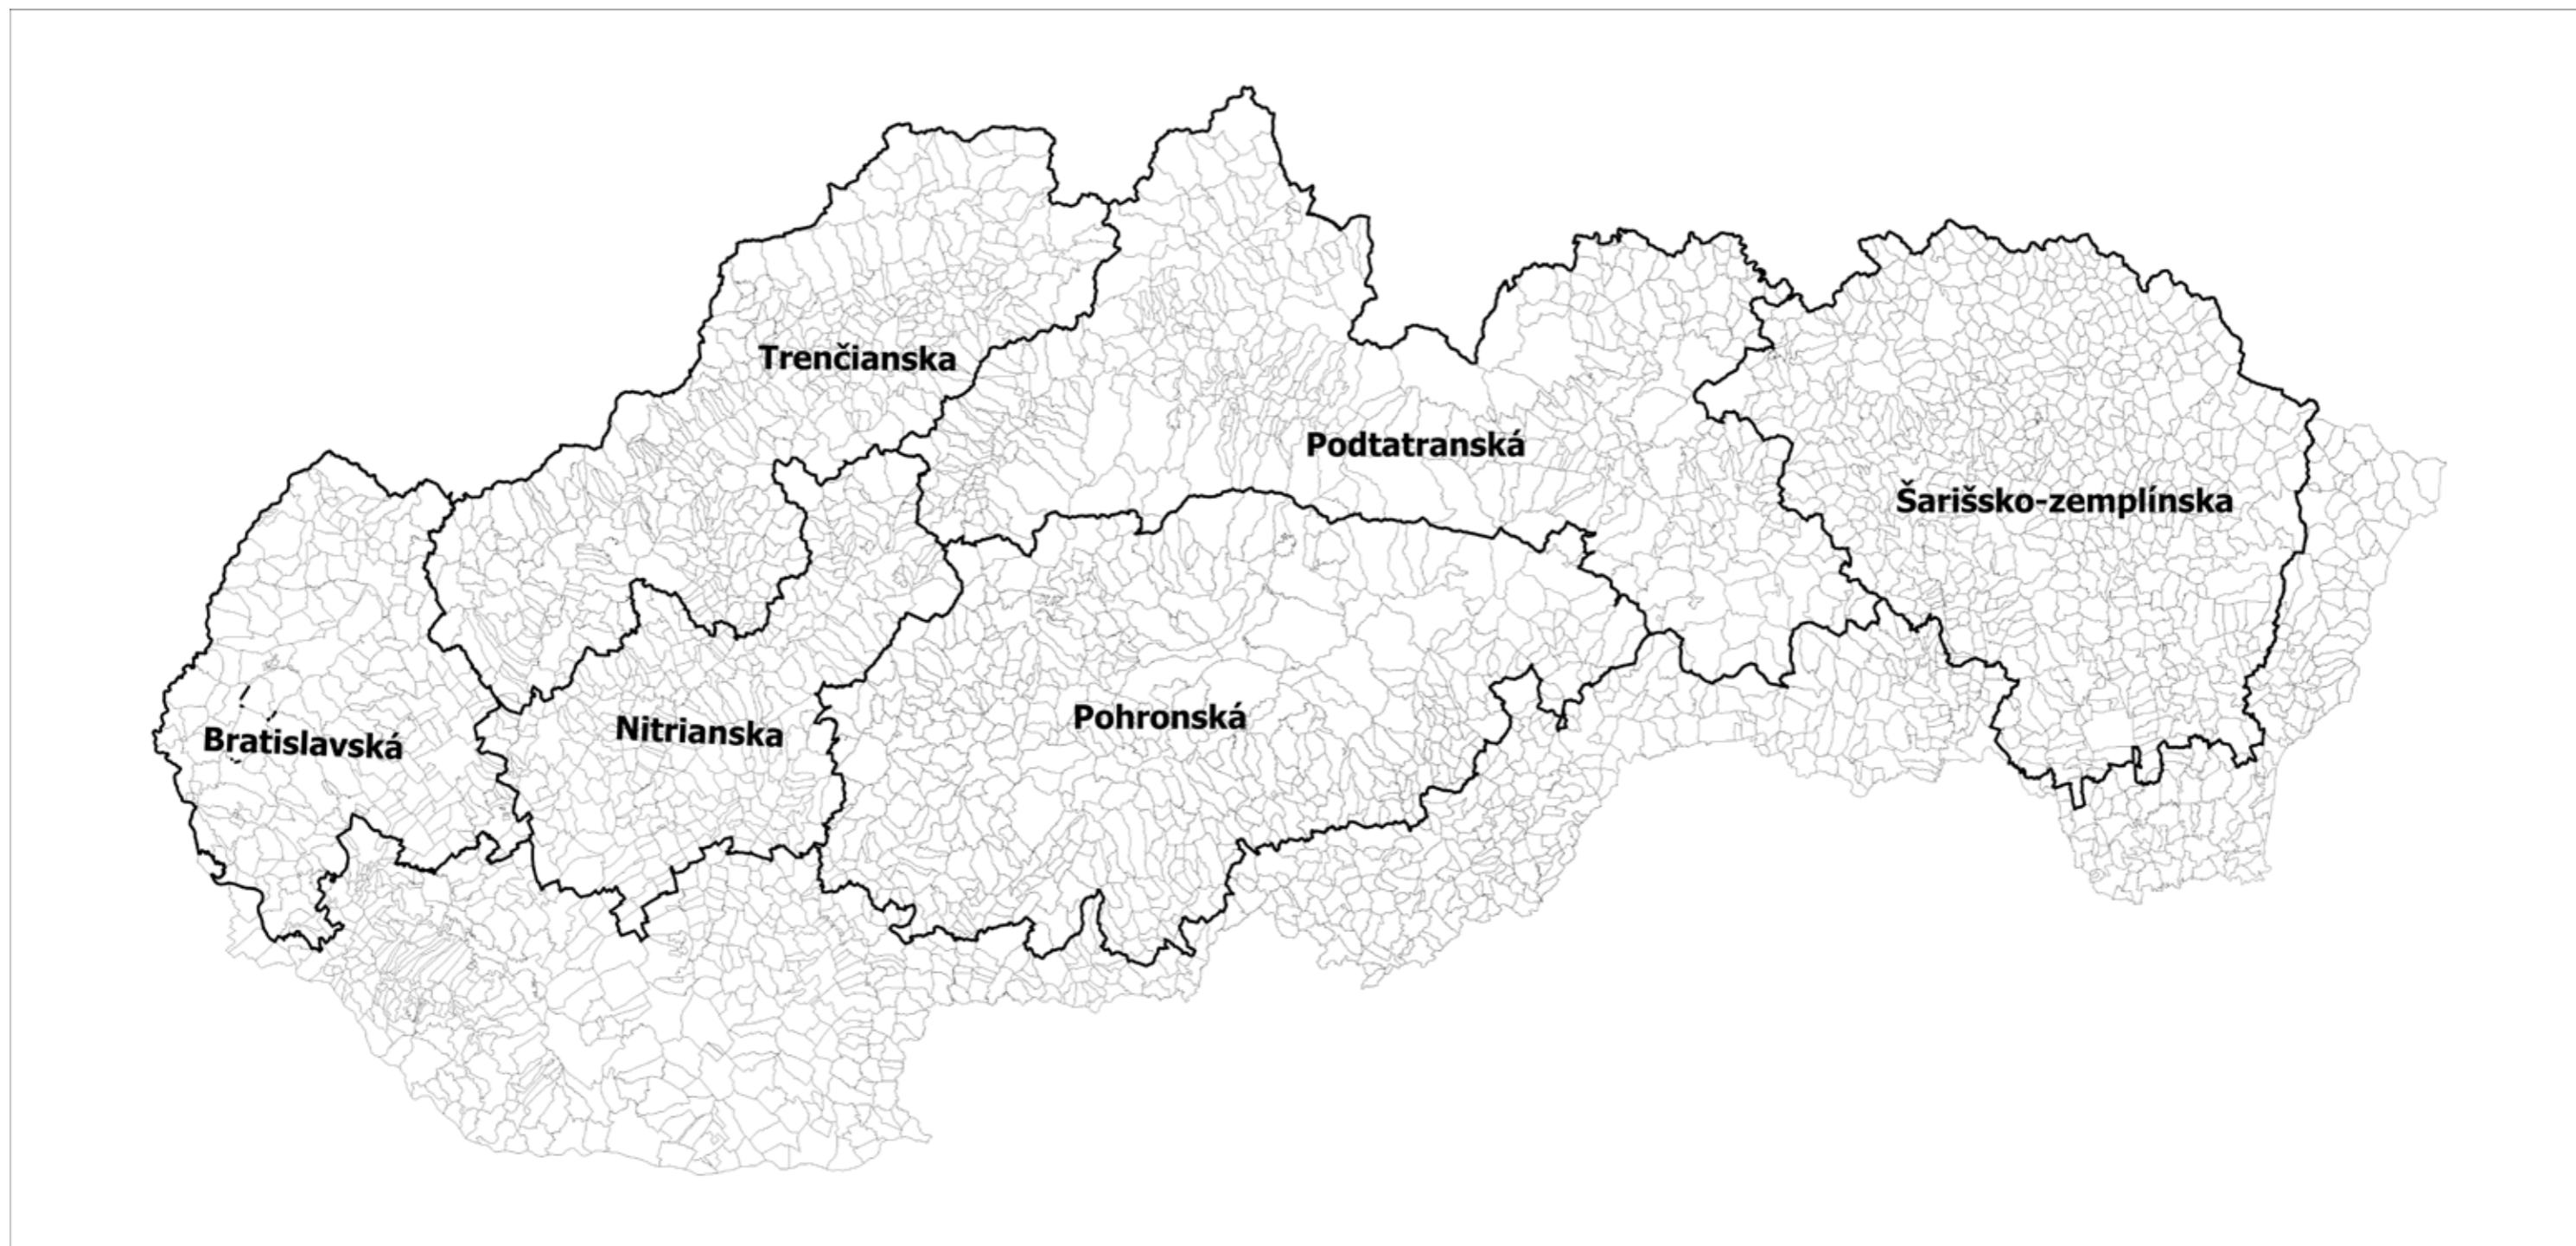 Trenčianska
Podtatranská
Šarišsko-zemplínska
Bratislavská
Nitrianska
Pohronská